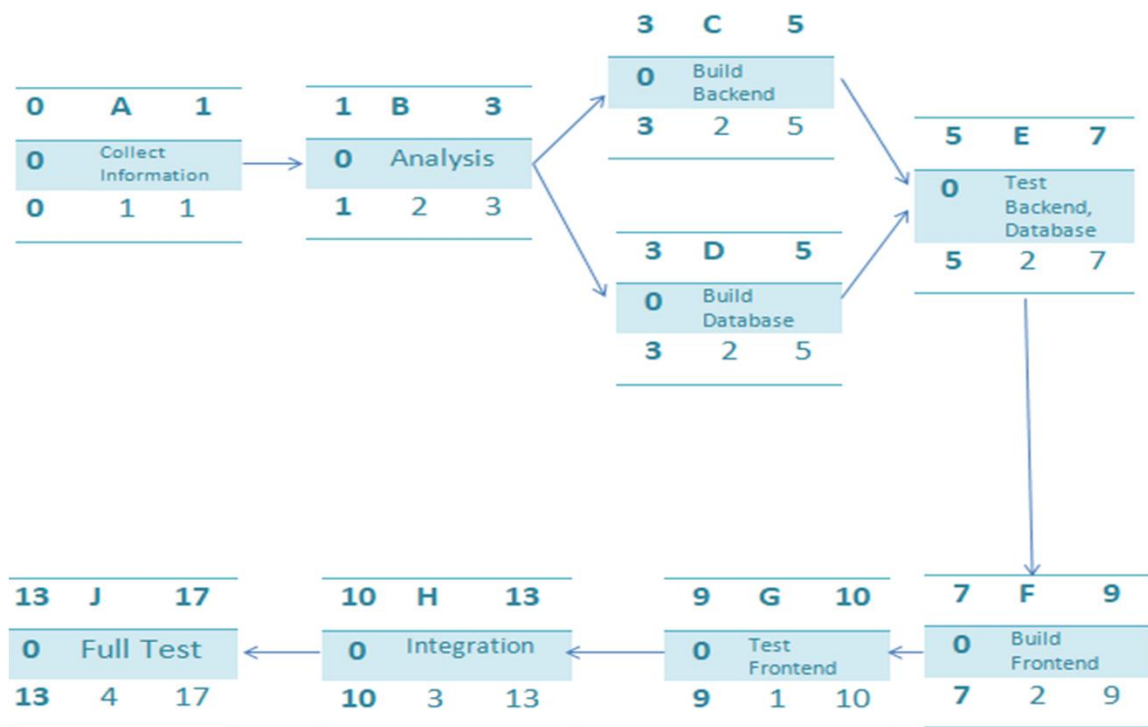 0 A 1
0 Collect
Information
0 1 1
1 B 3
0 Analysis
1 2 3
3 C 5
0 Build
Backend
3 2 5
3 D 5
0 Build
Database
3 2 5
5 E 7
0 Test
Backend,
Database
5 2 7
7 F 9
0 Build
Frontend
7 2 9
9 G 10
0 Test
Frontend
9 1 10
10 H 13
0 Integration
10 3 13
13 J 17
0 Full Test
13 4 17